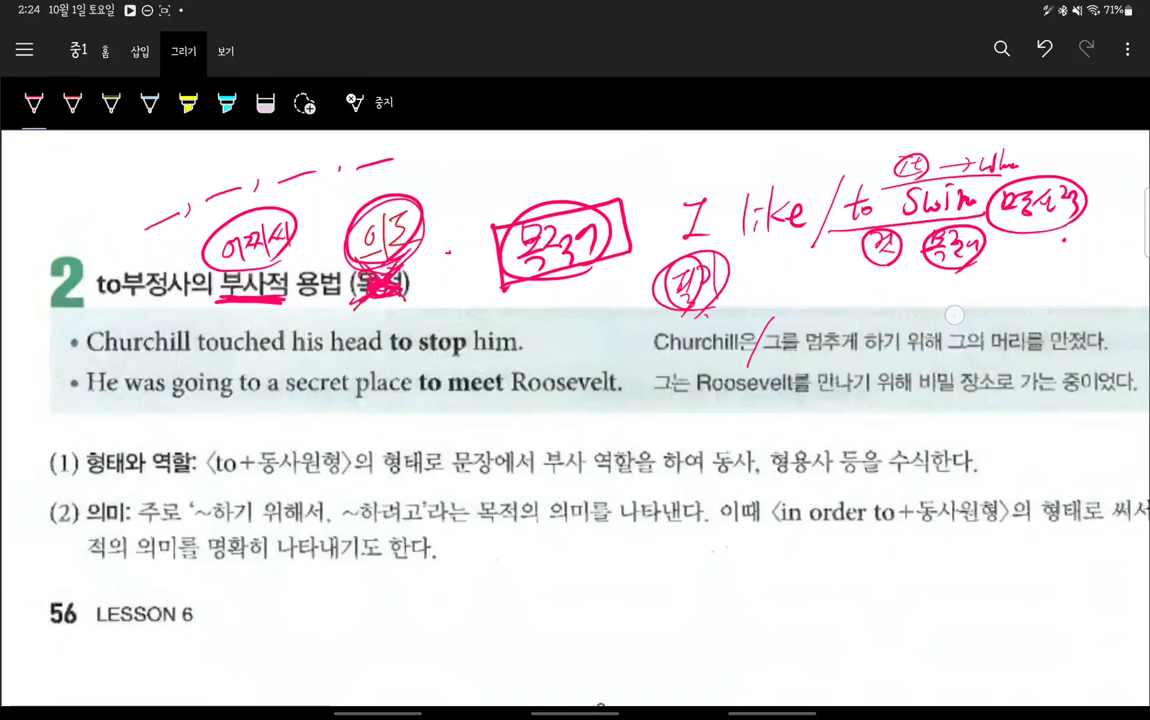 2:24 10월 1일 토요일 71%
중1 홈 삽입 그리기 보기
중지
it
I like / to swim
어찌씨 의도 목적어
것 목적어
2 to부정사의 부사적 용법 (목적)
• Churchill touched his head to stop him. Churchill은 그를 멈추게 하기 위해 그의 머리를 만졌다.
• He was going to a secret place to meet Roosevelt. 그는 Roosevelt를 만나기 위해 비밀 장소로 가는 중이었다.
(1) 형태와 역할: 〈to+동사원형〉의 형태로 문장에서 부사 역할을 하여 동사, 형용사 등을 수식한다.
(2) 의미: 주로 ‘~하기 위해서, ~하려고’라는 목적의 의미를 나타낸다. 이때 〈in order to+동사원형〉의 형태로 써서
적의 의미를 명확히 나타내기도 한다.
56 LESSON 6